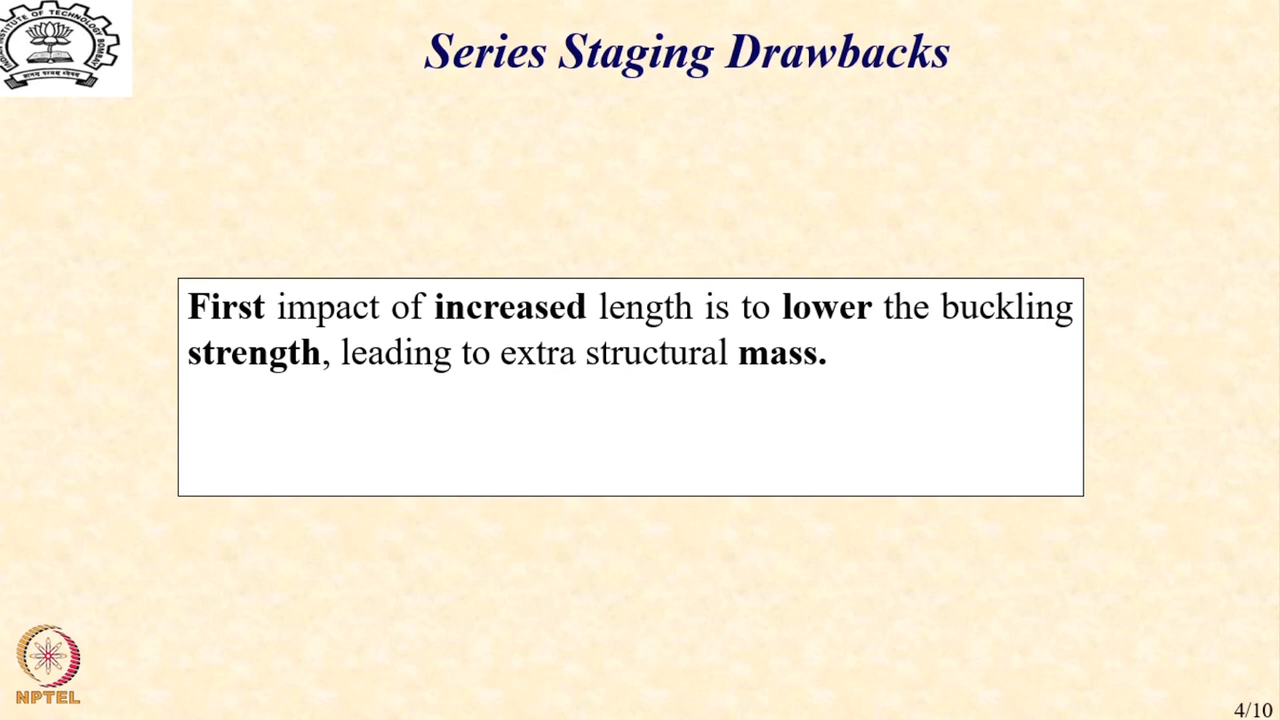 Series Staging Drawbacks
First impact of increased length is to lower the buckling
strength, leading to extra structural mass.
NPTEL
4/10